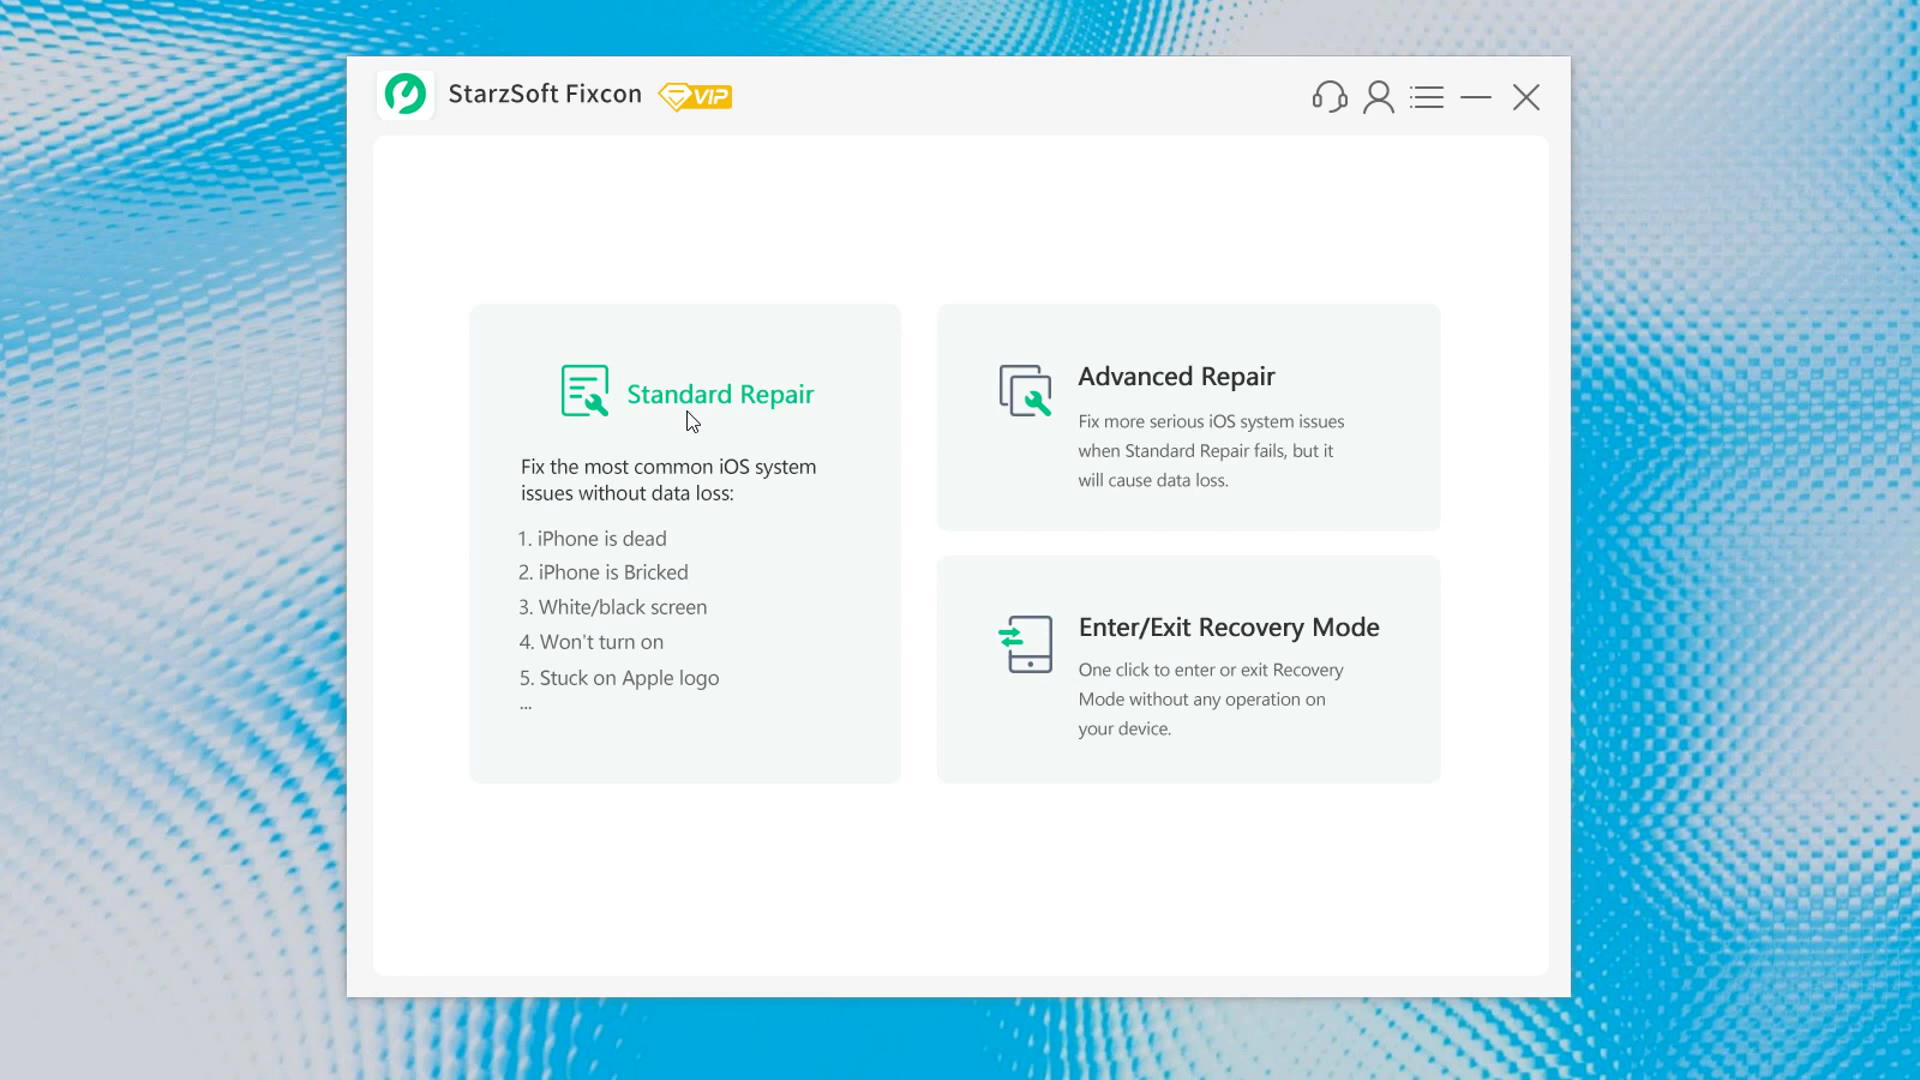 StarzSoft Fixcon VIP
Standard Repair
Fix the most common iOS system
issues without data loss:
1. iPhone is dead
2. iPhone is Bricked
3. White/black screen
4. Won't turn on
5. Stuck on Apple logo
...
Advanced Repair
Fix more serious iOS system issues
when Standard Repair fails, but it
will cause data loss.
Enter/Exit Recovery Mode
One click to enter or exit Recovery
Mode without any operation on
your device.